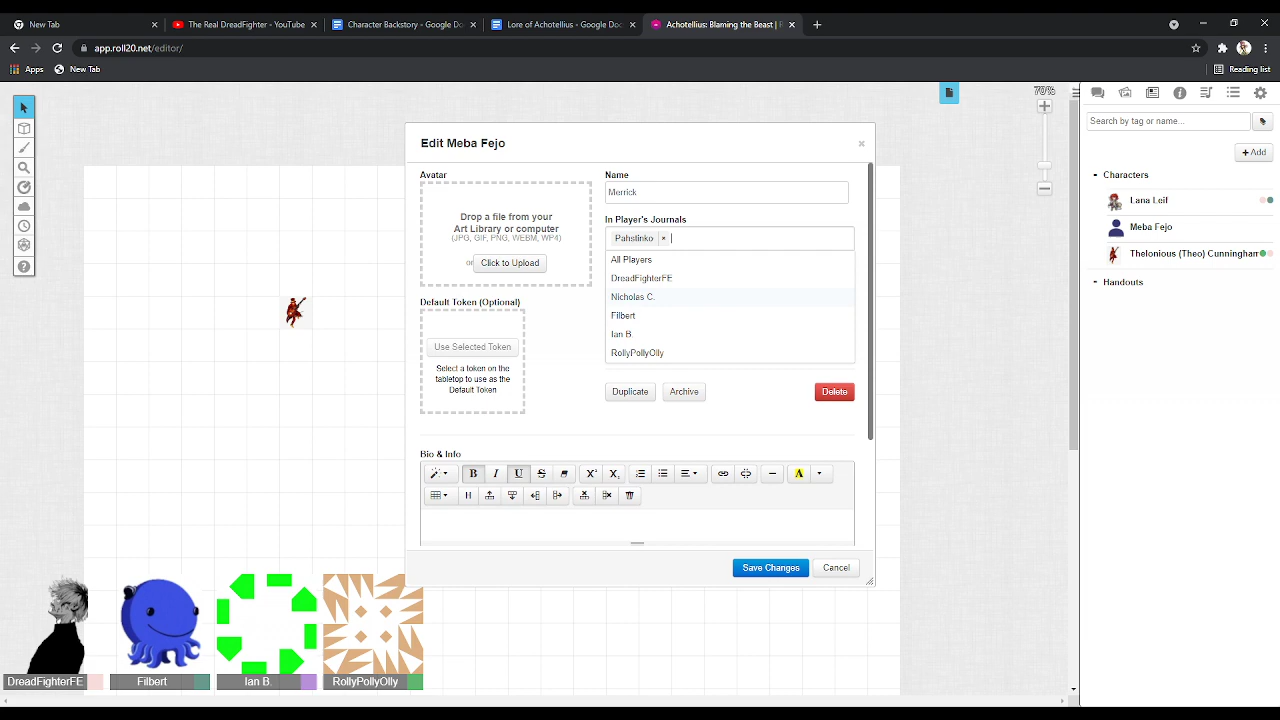 New Tab
The Real DreadFighter - YouTube
Character Backstory - Google Do
Lore of Achotellius - Google Doc
Achotellius: Blaming the Beast |
app.roll20.net/editor/
Apps
New Tab
Reading list
70%
Edit Meba Fejo
Avatar
Drop a file from your
Art Library or computer
(JPG, GIF, PNG, WEBM, WP4)
or Click to Upload
Default Token (Optional)
Use Selected Token
Select a token on the
tabletop to use as the
Default Token
Name
Merrick
In Player's Journals
Pahstinko ×
All Players
DreadFighterFE
Nicholas C.
Filbert
Ian B.
RollyPollyOlly
Duplicate
Archive
Delete
Bio & Info
B I U S X² X, A
H
Save Changes
Cancel
Search by tag or name...
+ Add
Characters
Lana Leif
Meba Fejo
Thelonious (Theo) Cunningham
Handouts
DreadFighterFE
Filbert
Ian B.
RollyPollyOlly